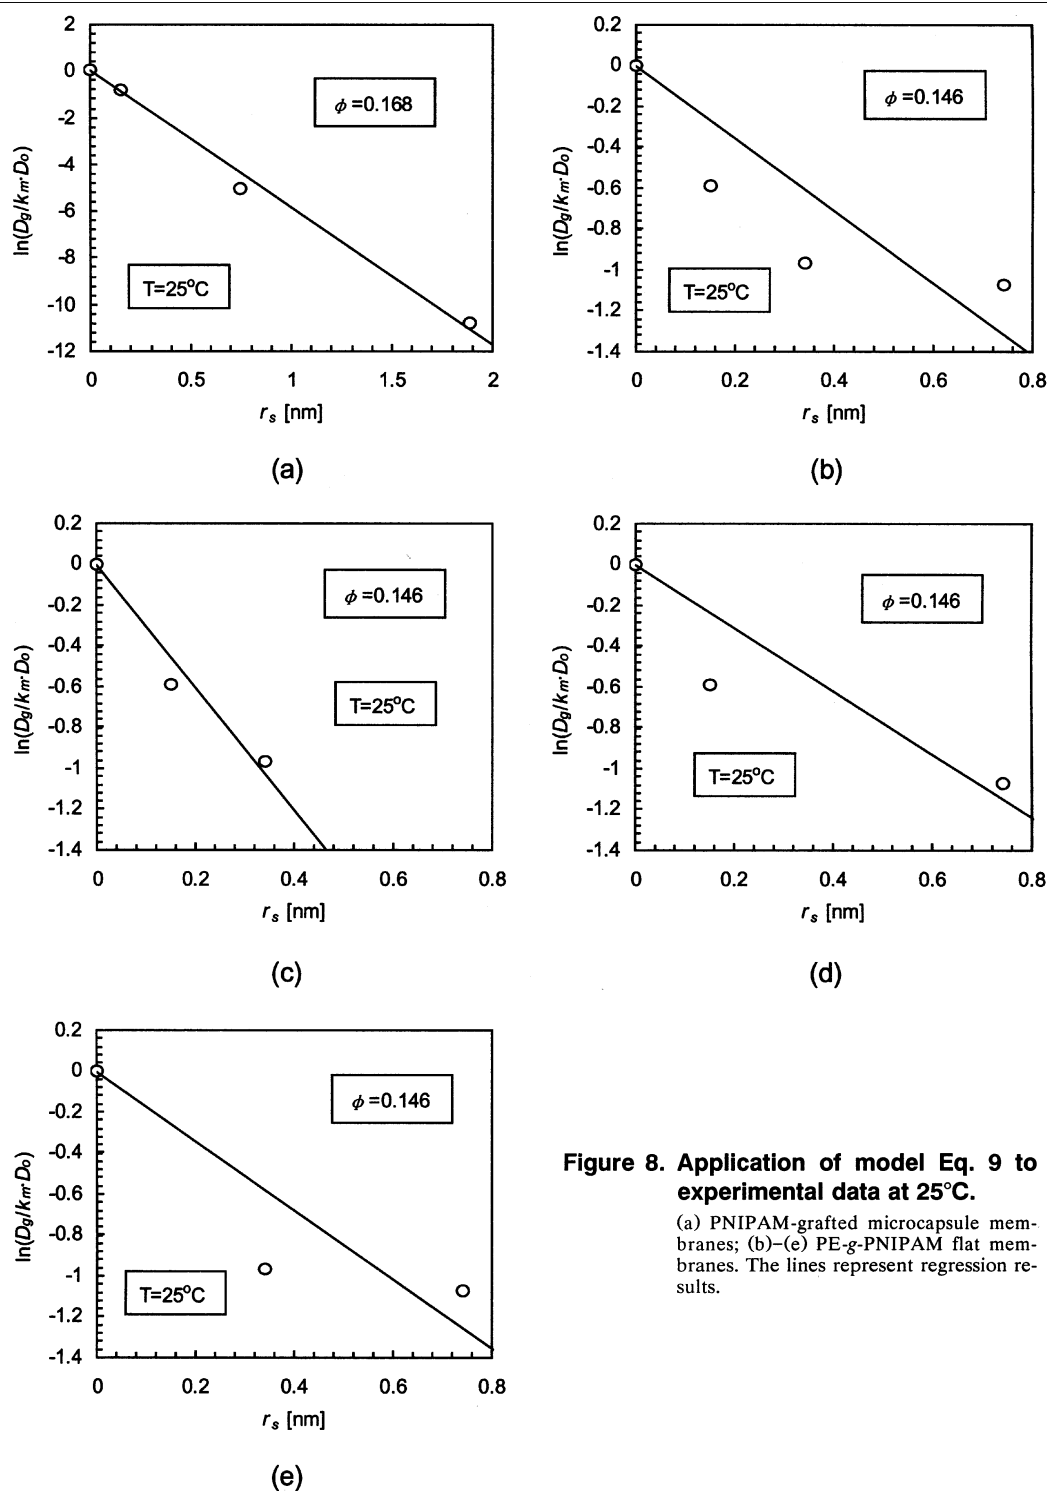 2
0
-2
-4
-6
-8
-10
-12
0 0.5 1 1.5 2
ln(Dg/km·Do)
ϕ=0.168
T=25°C
rs [nm]
(a)
0.2
0
-0.2
-0.4
-0.6
-0.8
-1
-1.2
-1.4
0 0.2 0.4 0.6 0.8
ln(Dg/km·Do)
ϕ=0.146
T=25°C
rs [nm]
(b)
0.2
0
-0.2
-0.4
-0.6
-0.8
-1
-1.2
-1.4
0 0.2 0.4 0.6 0.8
ln(Dg/km·Do)
ϕ=0.146
T=25°C
rs [nm]
(c)
0.2
0
-0.2
-0.4
-0.6
-0.8
-1
-1.2
-1.4
0 0.2 0.4 0.6 0.8
ln(Dg/km·Do)
ϕ=0.146
T=25°C
rs [nm]
(d)
0.2
0
-0.2
-0.4
-0.6
-0.8
-1
-1.2
-1.4
0 0.2 0.4 0.6 0.8
ln(Dg/km·Do)
ϕ=0.146
T=25°C
rs [nm]
(e)
Figure 8. Application of model Eq. 9 to
experimental data at 25°C.
(a) PNIPAM-grafted microcapsule mem-
branes; (b)–(e) PE-g-PNIPAM flat mem-
branes. The lines represent regression re-
sults.